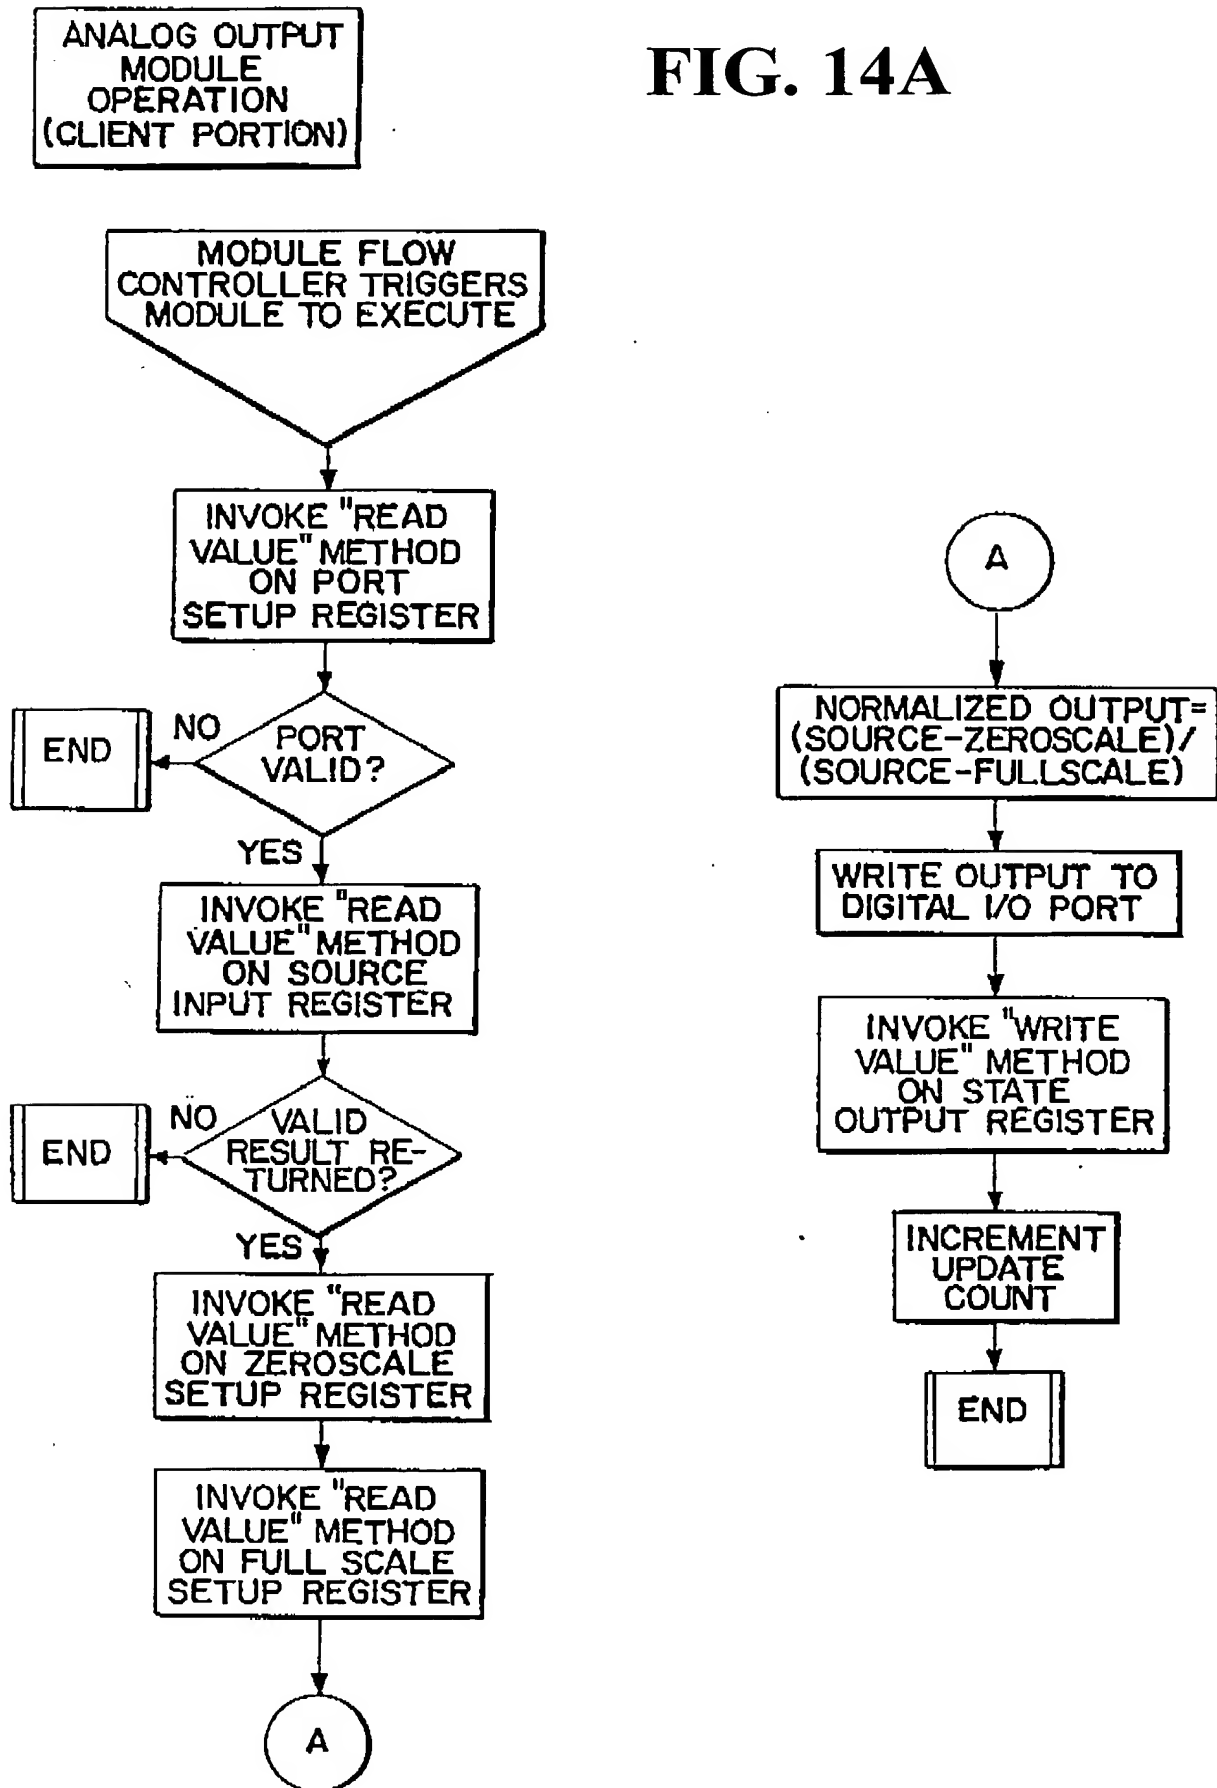 ANALOG OUTPUT
MODULE
OPERATION
(CLIENT PORTION)
FIG. 14A
MODULE FLOW
CONTROLLER TRIGGERS
MODULE TO EXECUTE
INVOKE "READ
VALUE" METHOD
ON PORT
SETUP REGISTER
PORT
VALID?
NO
END
YES
INVOKE "READ
VALUE" METHOD
ON SOURCE
INPUT REGISTER
VALID
RESULT RE-
TURNED?
NO
END
YES
INVOKE "READ
VALUE" METHOD
ON ZEROSCALE
SETUP REGISTER
INVOKE "READ
VALUE" METHOD
ON FULL SCALE
SETUP REGISTER
A
A
NORMALIZED OUTPUT=
(SOURCE-ZEROSCALE)/
(SOURCE-FULLSCALE)
WRITE OUTPUT TO
DIGITAL I/O PORT
INVOKE "WRITE
VALUE" METHOD
ON STATE
OUTPUT REGISTER
INCREMENT
UPDATE
COUNT
END